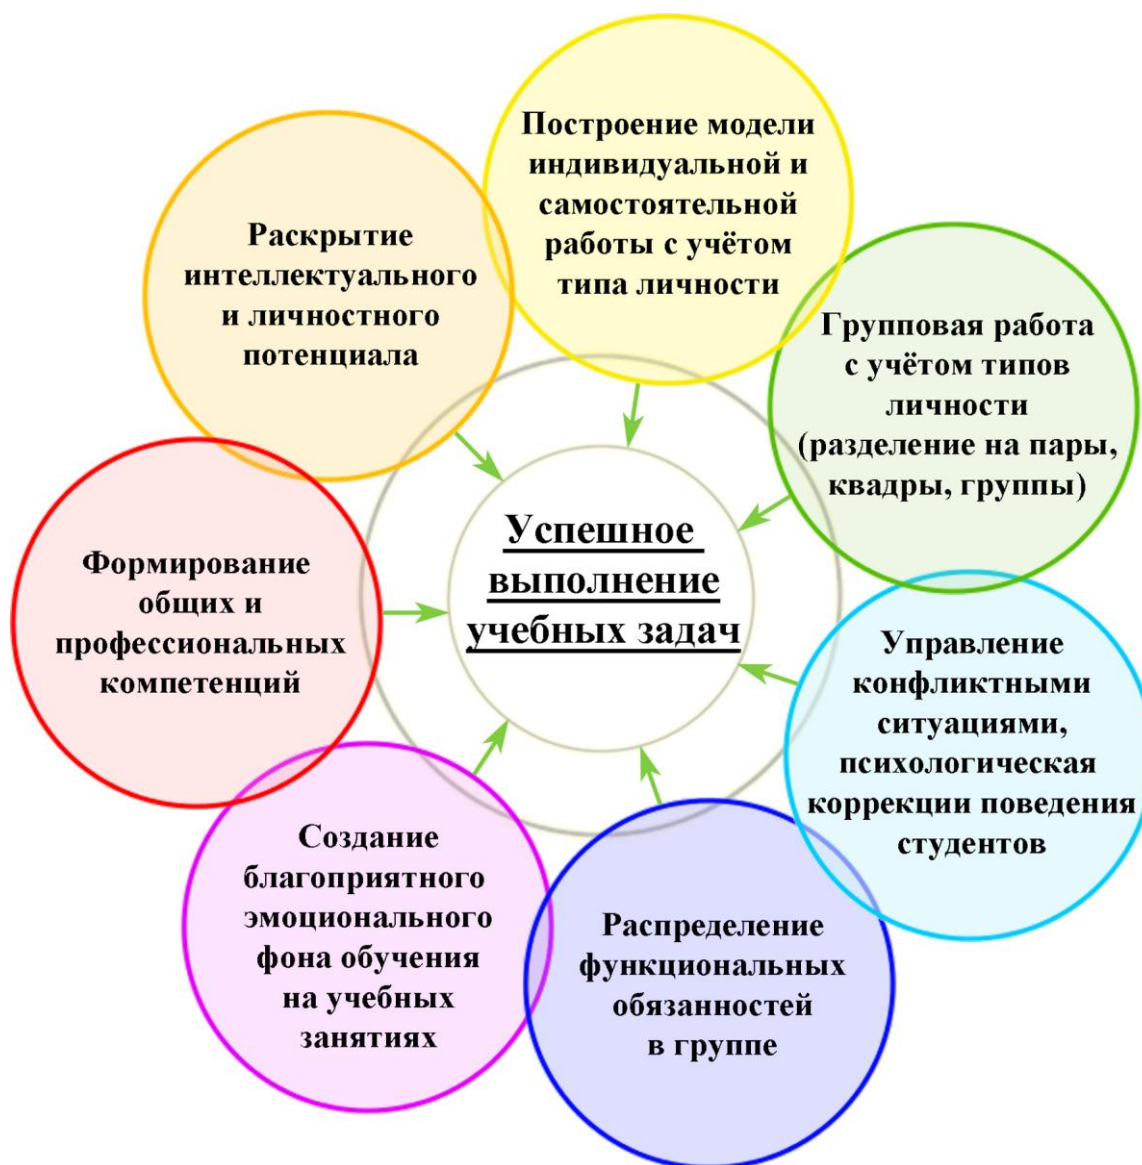 Построение модели
индивидуальной и
самостоятельной
работы с учётом
типа личности
Раскрытие
интеллектуального
и личностного
потенциала
Групповая работа
с учётом типов
личности
(разделение на пары,
квадры, группы)
Успешное
выполнение
учебных задач
Формирование
общих и
профессиональных
компетенций
Управление
конфликтными
ситуациями,
психологическая
коррекции поведения
студентов
Создание
благоприятного
эмоционального
фона обучения
на учебных
занятиях
Распределение
функциональных
обязанностей
в группе